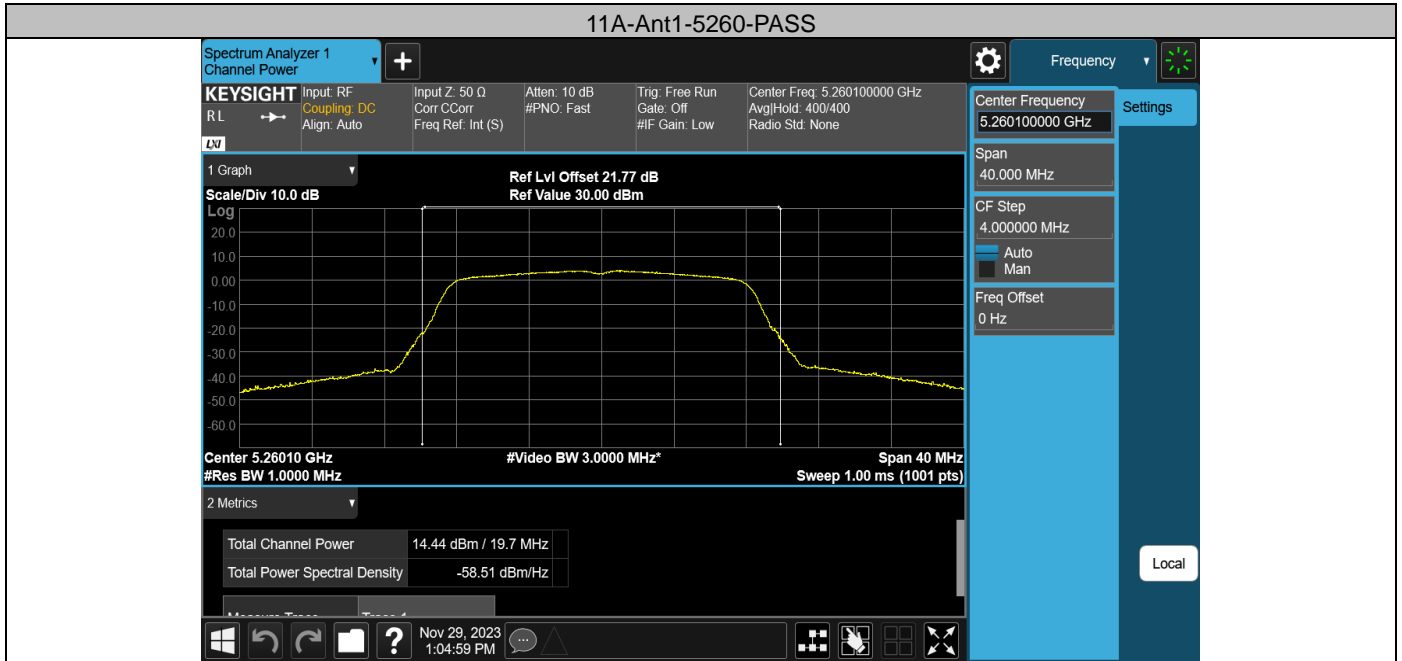 11A-Ant1-5260-PASS
Spectrum Analyzer 1
Channel Power
Frequency
KEYSIGHT
RL
LXI
Input: RF
Coupling: DC
Align: Auto
Input Z: 50 Ω
Corr CCorr
Freq Ref: Int (S)
Atten: 10 dB
#PNO: Fast
Trig: Free Run
Gate: Off
#IF Gain: Low
Center Freq: 5.260100000 GHz
Avg|Hold: 400/400
Radio Std: None
Center Frequency
5.260100000 GHz
Settings
Span
40.000 MHz
CF Step
4.000000 MHz
Auto
Man
Freq Offset
0 Hz
Local
1 Graph
Scale/Div 10.0 dB
Ref Lvl Offset 21.77 dB
Ref Value 30.00 dBm
Log
20.0
10.0
0.00
-10.0
-20.0
-30.0
-40.0
-50.0
-60.0
Center 5.26010 GHz
#Video BW 3.0000 MHz*
Span 40 MHz
#Res BW 1.0000 MHz
Sweep 1.00 ms (1001 pts)
2 Metrics
Total Channel Power 14.44 dBm / 19.7 MHz
Total Power Spectral Density -58.51 dBm/Hz
?
Nov 29, 2023
1:04:59 PM